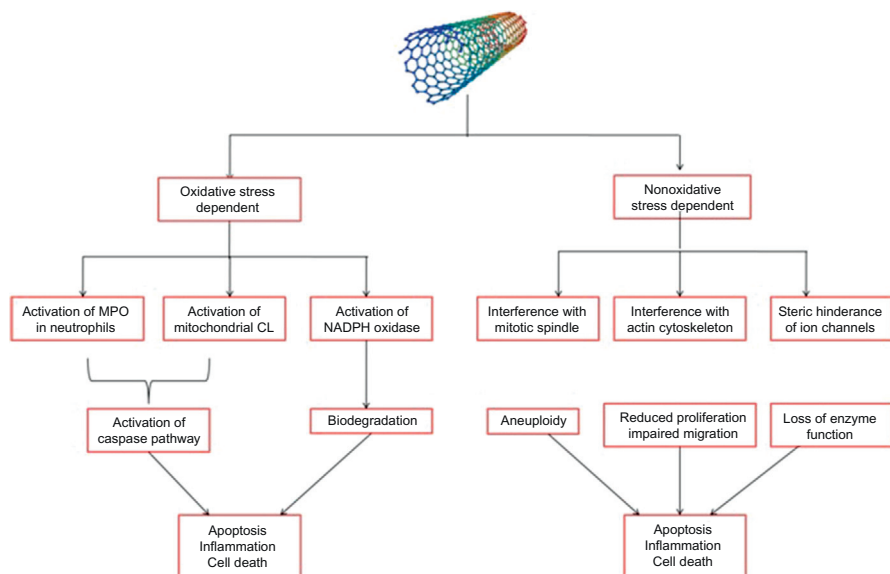 Oxidative stress
dependent
Nonoxidative
stress dependent
Activation of MPO
in neutrophils
Activation of
mitochondrial CL
Activation of
NADPH oxidase
Interference with
mitotic spindle
Interference with
actin cytoskeleton
Steric hinderance
of ion channels
Activation of
caspase pathway
Biodegradation
Aneuploidy
Reduced proliferation
impaired migration
Loss of enzyme
function
Apoptosis
Inflammation
Cell death
Apoptosis
Inflammation
Cell death